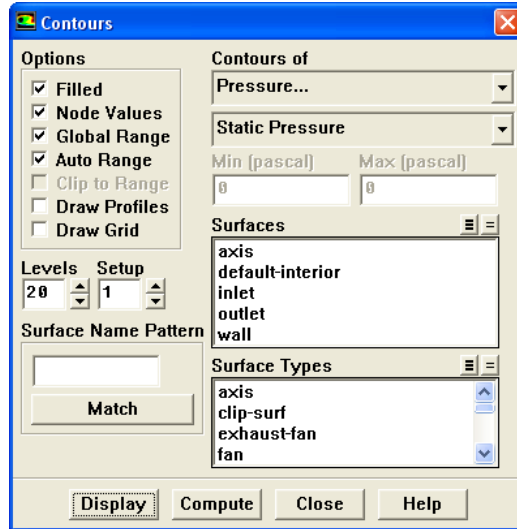 Contours
Options
Filled
Node Values
Global Range
Auto Range
Clip to Range
Draw Profiles
Draw Grid
Levels Setup
20 1
Surface Name Pattern
Match
Contours of
Pressure...
Static Pressure
Min (pascal) Max (pascal)
0 0
Surfaces
axis
default-interior
inlet
outlet
wall
Surface Types
axis
clip-surf
exhaust-fan
fan
Display Compute Close Help